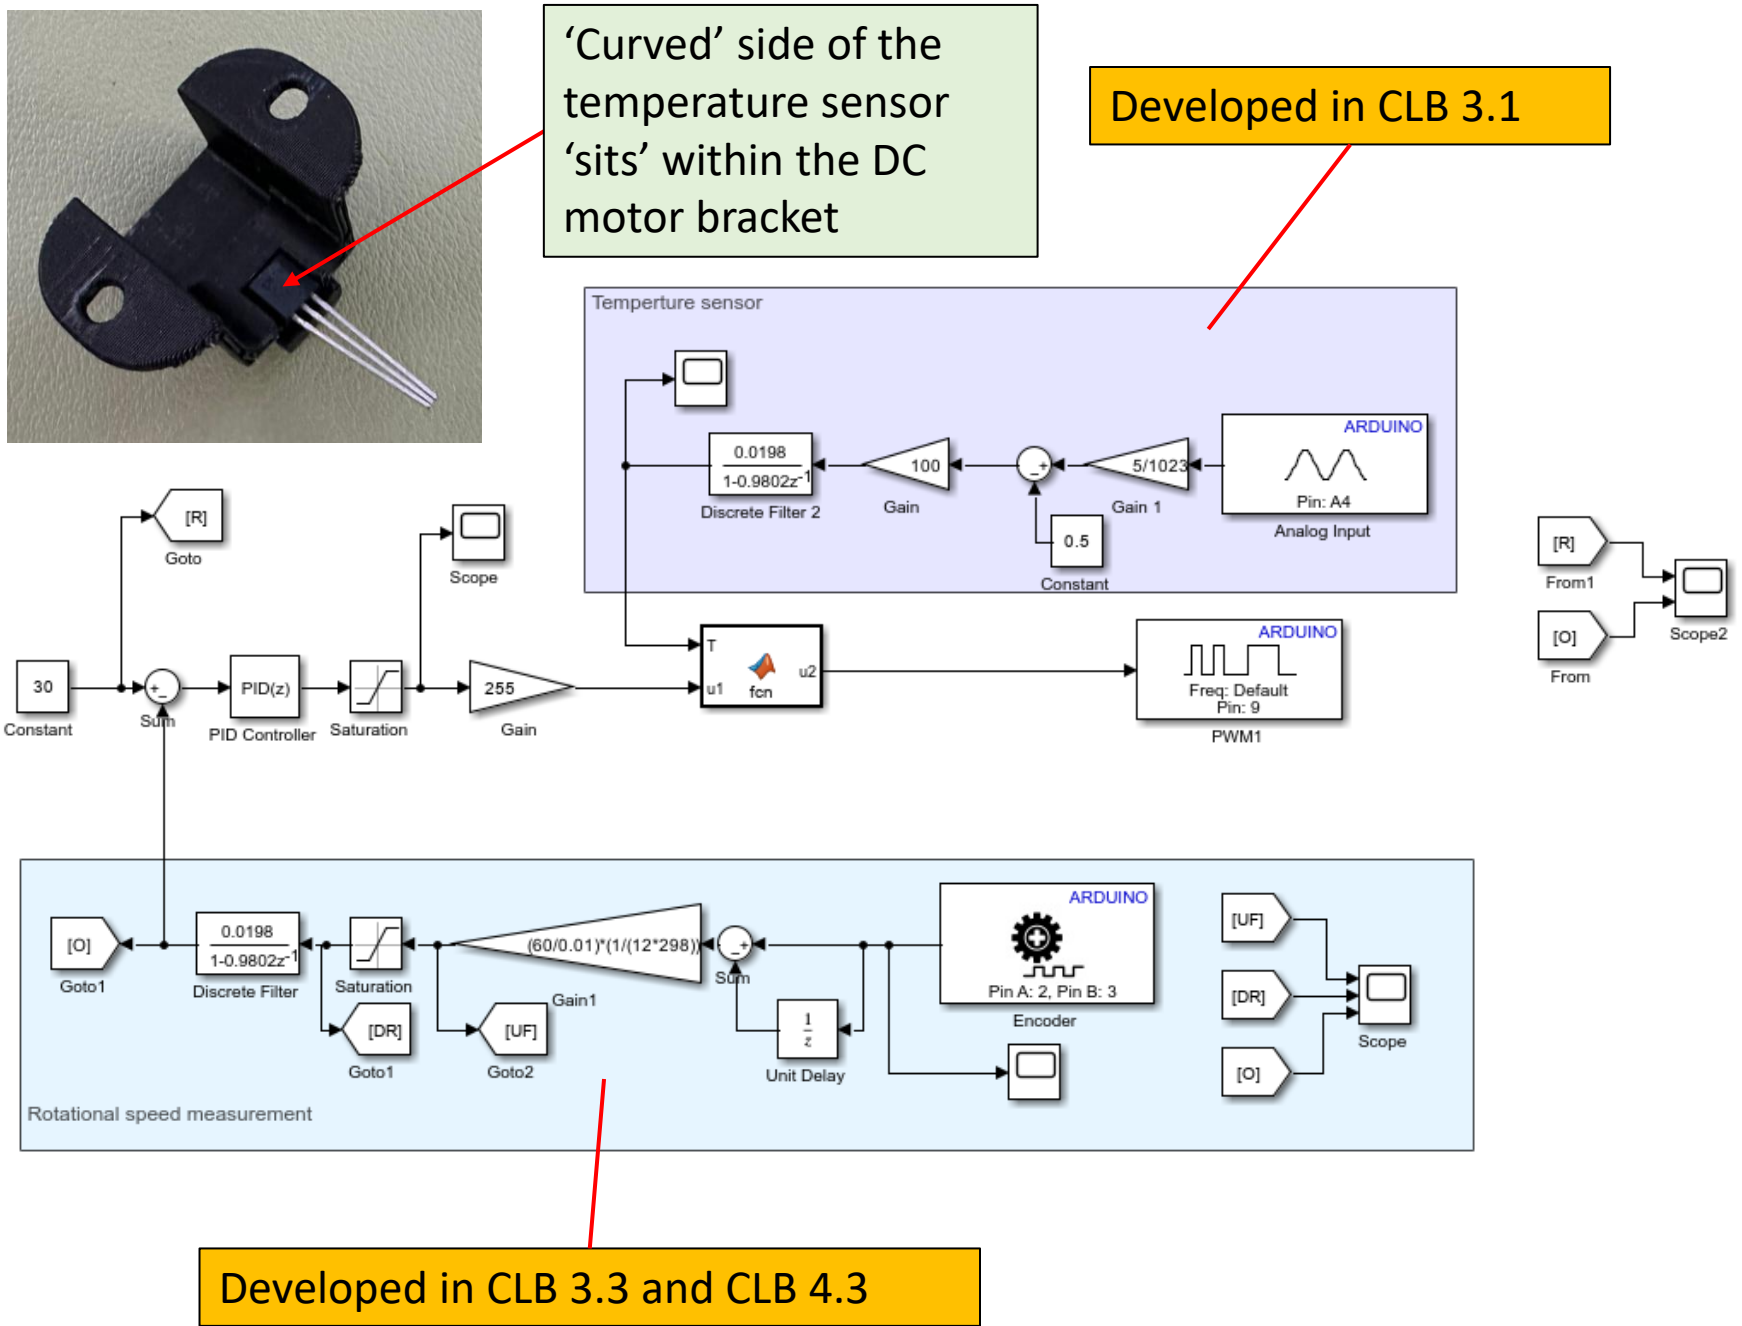 ‘Curved’ side of the
temperature sensor
‘sits’ within the DC
motor bracket
Developed in CLB 3.1
Temperture sensor
ARDUINO
Pin: A4
Analog Input
5/1023
Gain 1
0.5
Constant
100
Gain
0.0198
1-0.9802z⁻¹
Discrete Filter 2
[R]
Goto
Scope
30
Constant
+
−
Sum
PID(z)
PID Controller
Saturation
255
Gain
T
u1
fcn
u2
ARDUINO
Freq: Default
Pin: 9
PWM1
[R]
From1
[O]
From
Scope2
[O]
Goto1
0.0198
1-0.9802z⁻¹
Discrete Filter
Saturation
[DR]
Goto1
(60/0.01)*(1/(12*298))
Gain1
[UF]
Goto2
−
+
Sum
1
z
Unit Delay
ARDUINO
Pin A: 2, Pin B: 3
Encoder
[UF]
[DR]
[O]
Scope
Rotational speed measurement
Developed in CLB 3.3 and CLB 4.3